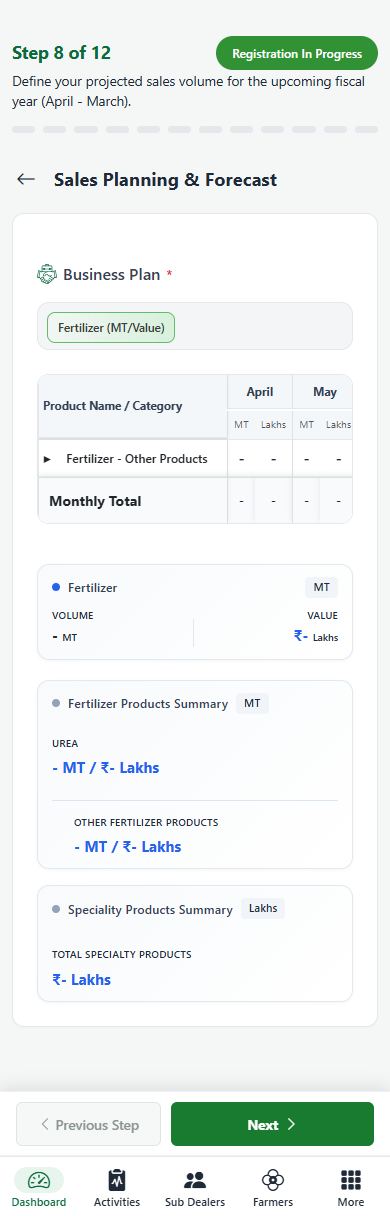 Step 8 of 12
Registration In Progress
Define your projected sales volume for the upcoming fiscal
year (April - March).
Sales Planning & Forecast
Business Plan *
Fertilizer (MT/Value)
Product Name / Category
April
May
MT
Lakhs
MT
Lakhs
▶ Fertilizer - Other Products
-
-
-
-
Monthly Total
-
-
-
-
Fertilizer
MT
VOLUME
VALUE
- MT
₹- Lakhs
Fertilizer Products Summary
MT
UREA
- MT / ₹- Lakhs
OTHER FERTILIZER PRODUCTS
- MT / ₹- Lakhs
Speciality Products Summary
Lakhs
TOTAL SPECIALTY PRODUCTS
₹- Lakhs
Previous Step
Next
Dashboard
Activities
Sub Dealers
Farmers
More